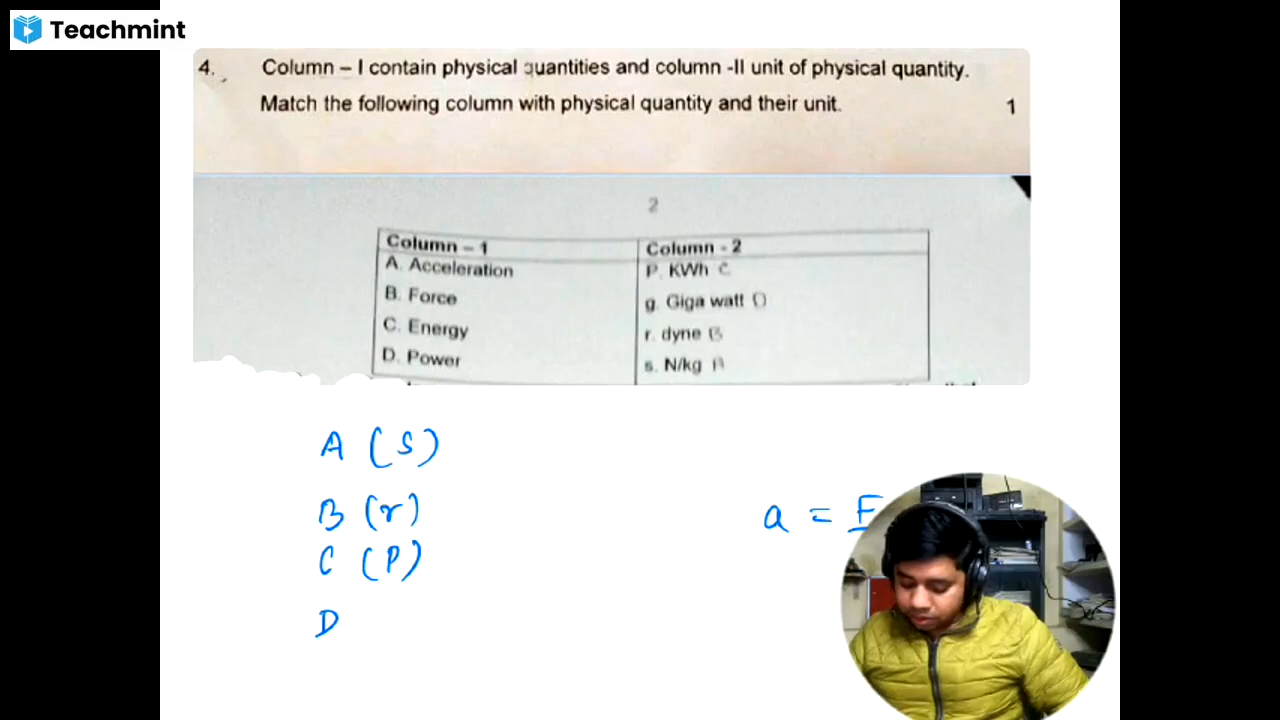 Teachmint
4. Column – I contain physical quantities and column -II unit of physical quantity.
Match the following column with physical quantity and their unit. 1
2
Column – 1 Column - 2
A. Acceleration P. KWh C
B. Force g. Giga watt D
C. Energy r. dyne B
D. Power s. N/kg A
A (s)
B (r)
C (P)
D
a = F